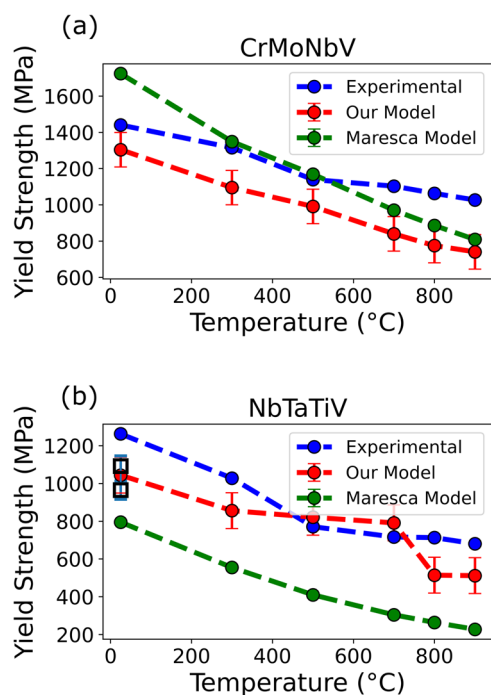 (a)
CrMoNbV
Yield Strength (MPa)
1600
1400
1200
1000
800
600
Experimental
Our Model
Maresca Model
0 200 400 600 800
Temperature (°C)
(b)
NbTaTiV
Yield Strength (MPa)
1200
1000
800
600
400
200
Experimental
Our Model
Maresca Model
0 200 400 600 800
Temperature (°C)